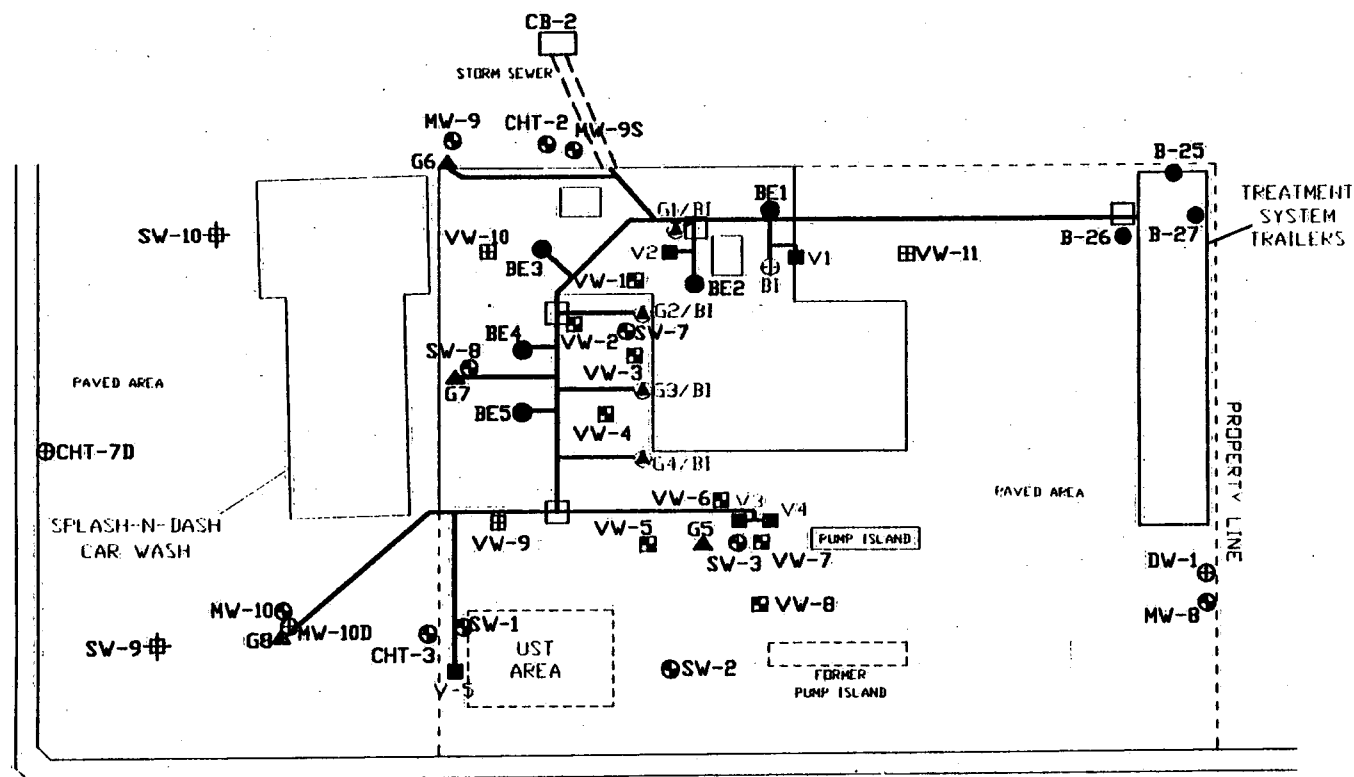 CB-2
STORM SEWER
MW-9
CHT-2
MW-9S
G6
B-25
TREATMENT
SYSTEM
TRAILERS
BE1
G1/BI
SW-10
VW-10
BE3
V2
V1
VW-11
B-26
B-27
VW-1
BE2
BI
G2/BI
BE4
VW-2
SW-7
SW-8
VW-3
PAVED AREA
G7
G3/BI
BE5
VW-4
PROPERTY LINE
CHT-7D
G4/BI
PAVED AREA
VW-6
V3
V4
SPLASH-N-DASH
CAR WASH
VW-9
VW-5
G5
SW-3
VW-7
PUMP ISLAND
DW-1
MW-10
VW-8
MW-8
G8
MW-10D
SW-9
CHT-3
SW-1
UST
AREA
SW-2
FORMER
PUMP ISLAND
V-5